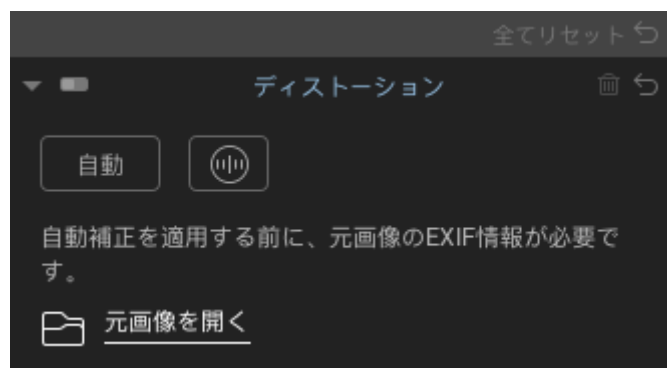 全てリセット
ディストーション
自動
自動補正を適用する前に、元画像のEXIF情報が必要で
す。
元画像を開く